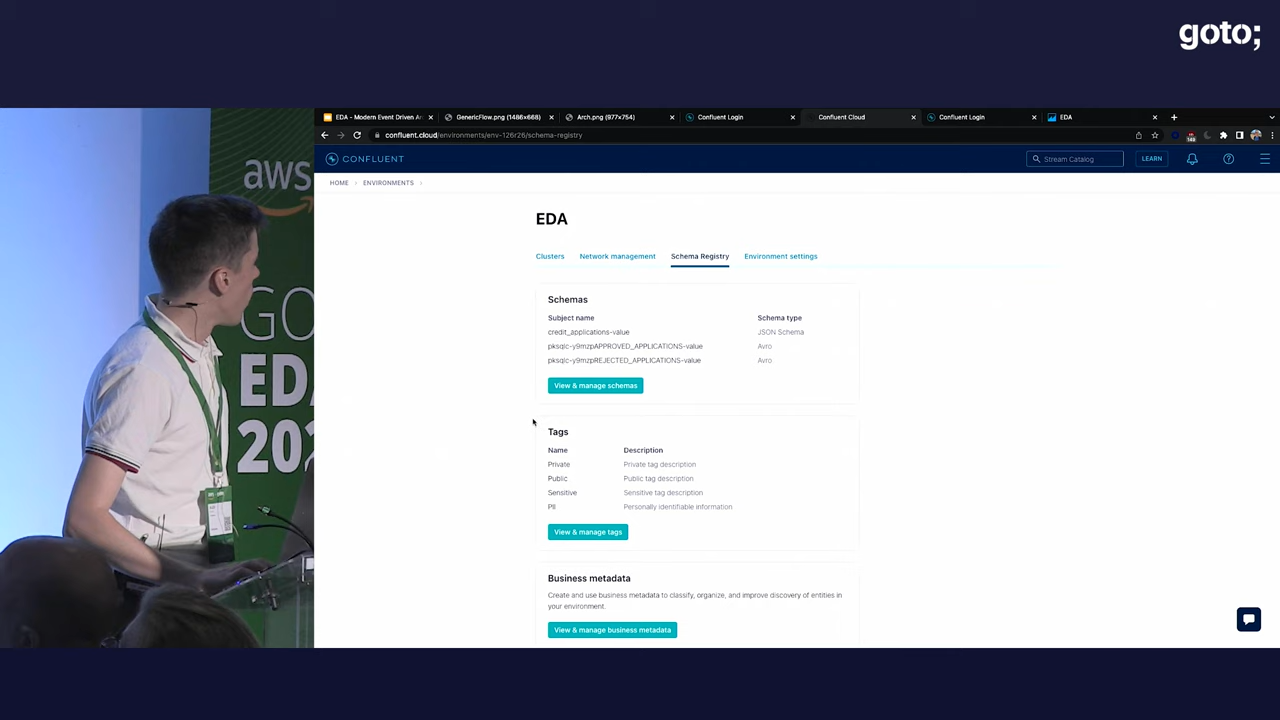 goto;
EDA - Modern Event Driven Ar
GenericFlow.png (1486×668)
Arch.png (977×754)
Confluent Login
Confluent Cloud
Confluent Login
EDA
confluent.cloud/environments/env-126r26/schema-registry
148
CONFLUENT
Stream Catalog
LEARN
HOME > ENVIRONMENTS >
EDA
Clusters
Network management
Schema Registry
Environment settings
Schemas
Subject name Schema type
credit_applications-value JSON Schema
pksqlc-y9mzpAPPROVED_APPLICATIONS-value Avro
pksqlc-y9mzpREJECTED_APPLICATIONS-value Avro
View & manage schemas
Tags
Name Description
Private Private tag description
Public Public tag description
Sensitive Sensitive tag description
PII Personally identifiable information
View & manage tags
Business metadata
Create and use business metadata to classify, organize, and improve discovery of entities in
your environment.
View & manage business metadata
aws
GO
EDA
202